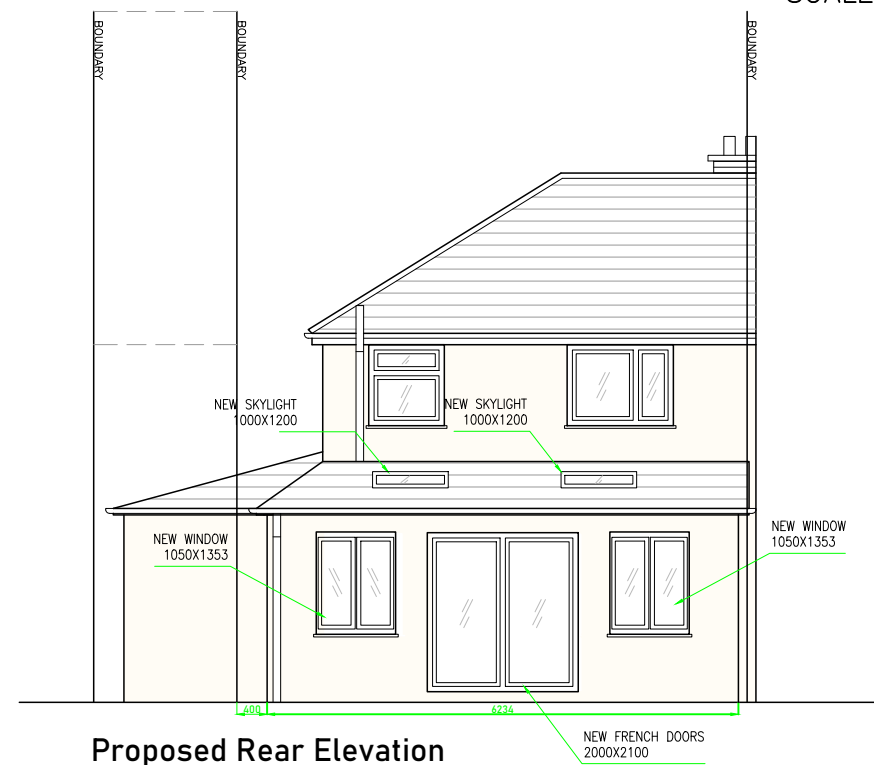 BOUNDARY
BOUNDARY
BOUNDARY
NEW SKYLIGHT
1000X1200
NEW SKYLIGHT
1000X1200
NEW WINDOW
1050X1353
NEW WINDOW
1050X1353
400
6234
NEW FRENCH DOORS
2000X2100
Proposed Rear Elevation